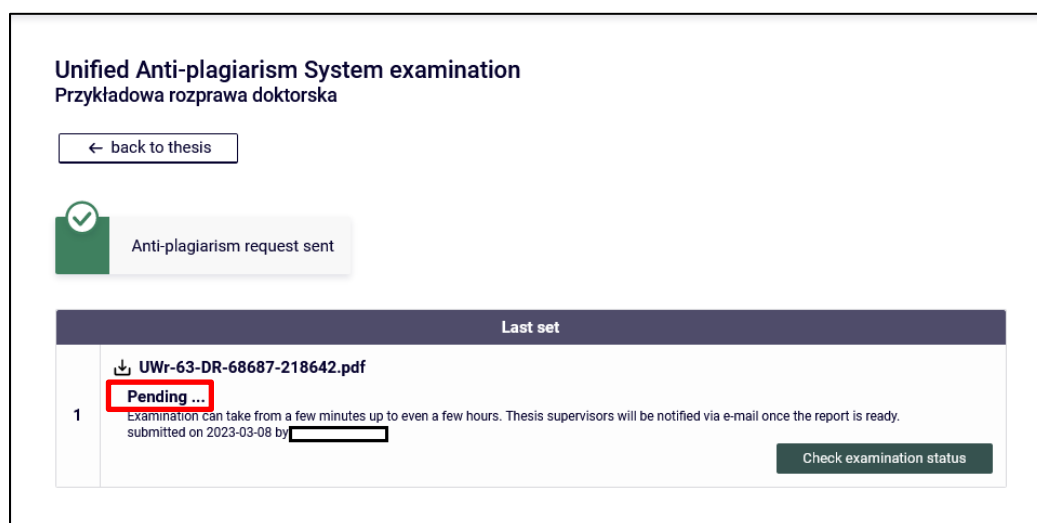 Unified Anti-plagiarism System examination
Przykładowa rozprawa doktorska
← back to thesis
Anti-plagiarism request sent
Last set
UWr-63-DR-68687-218642.pdf
Pending ...
1
Examination can take from a few minutes up to even a few hours. Thesis supervisors will be notified via e-mail once the report is ready.
submitted on 2023-03-08 by
Check examination status